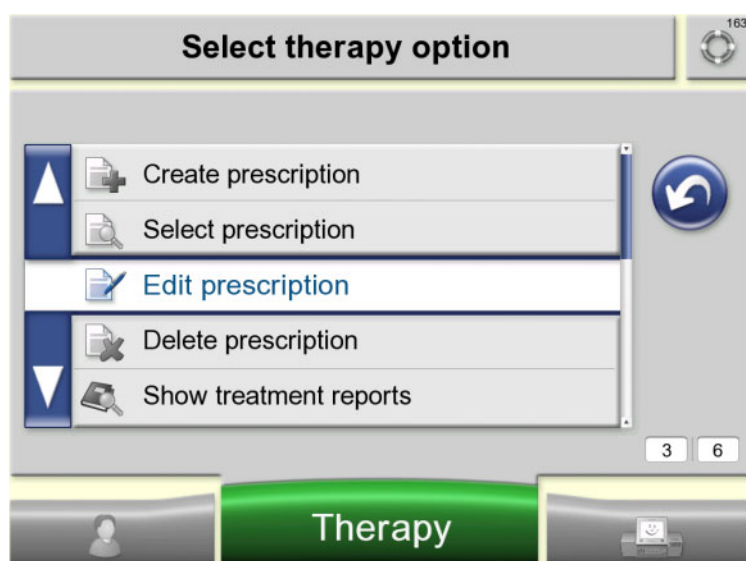 Select therapy option
163
Create prescription
Select prescription
Edit prescription
Delete prescription
Show treatment reports
3 6
Therapy